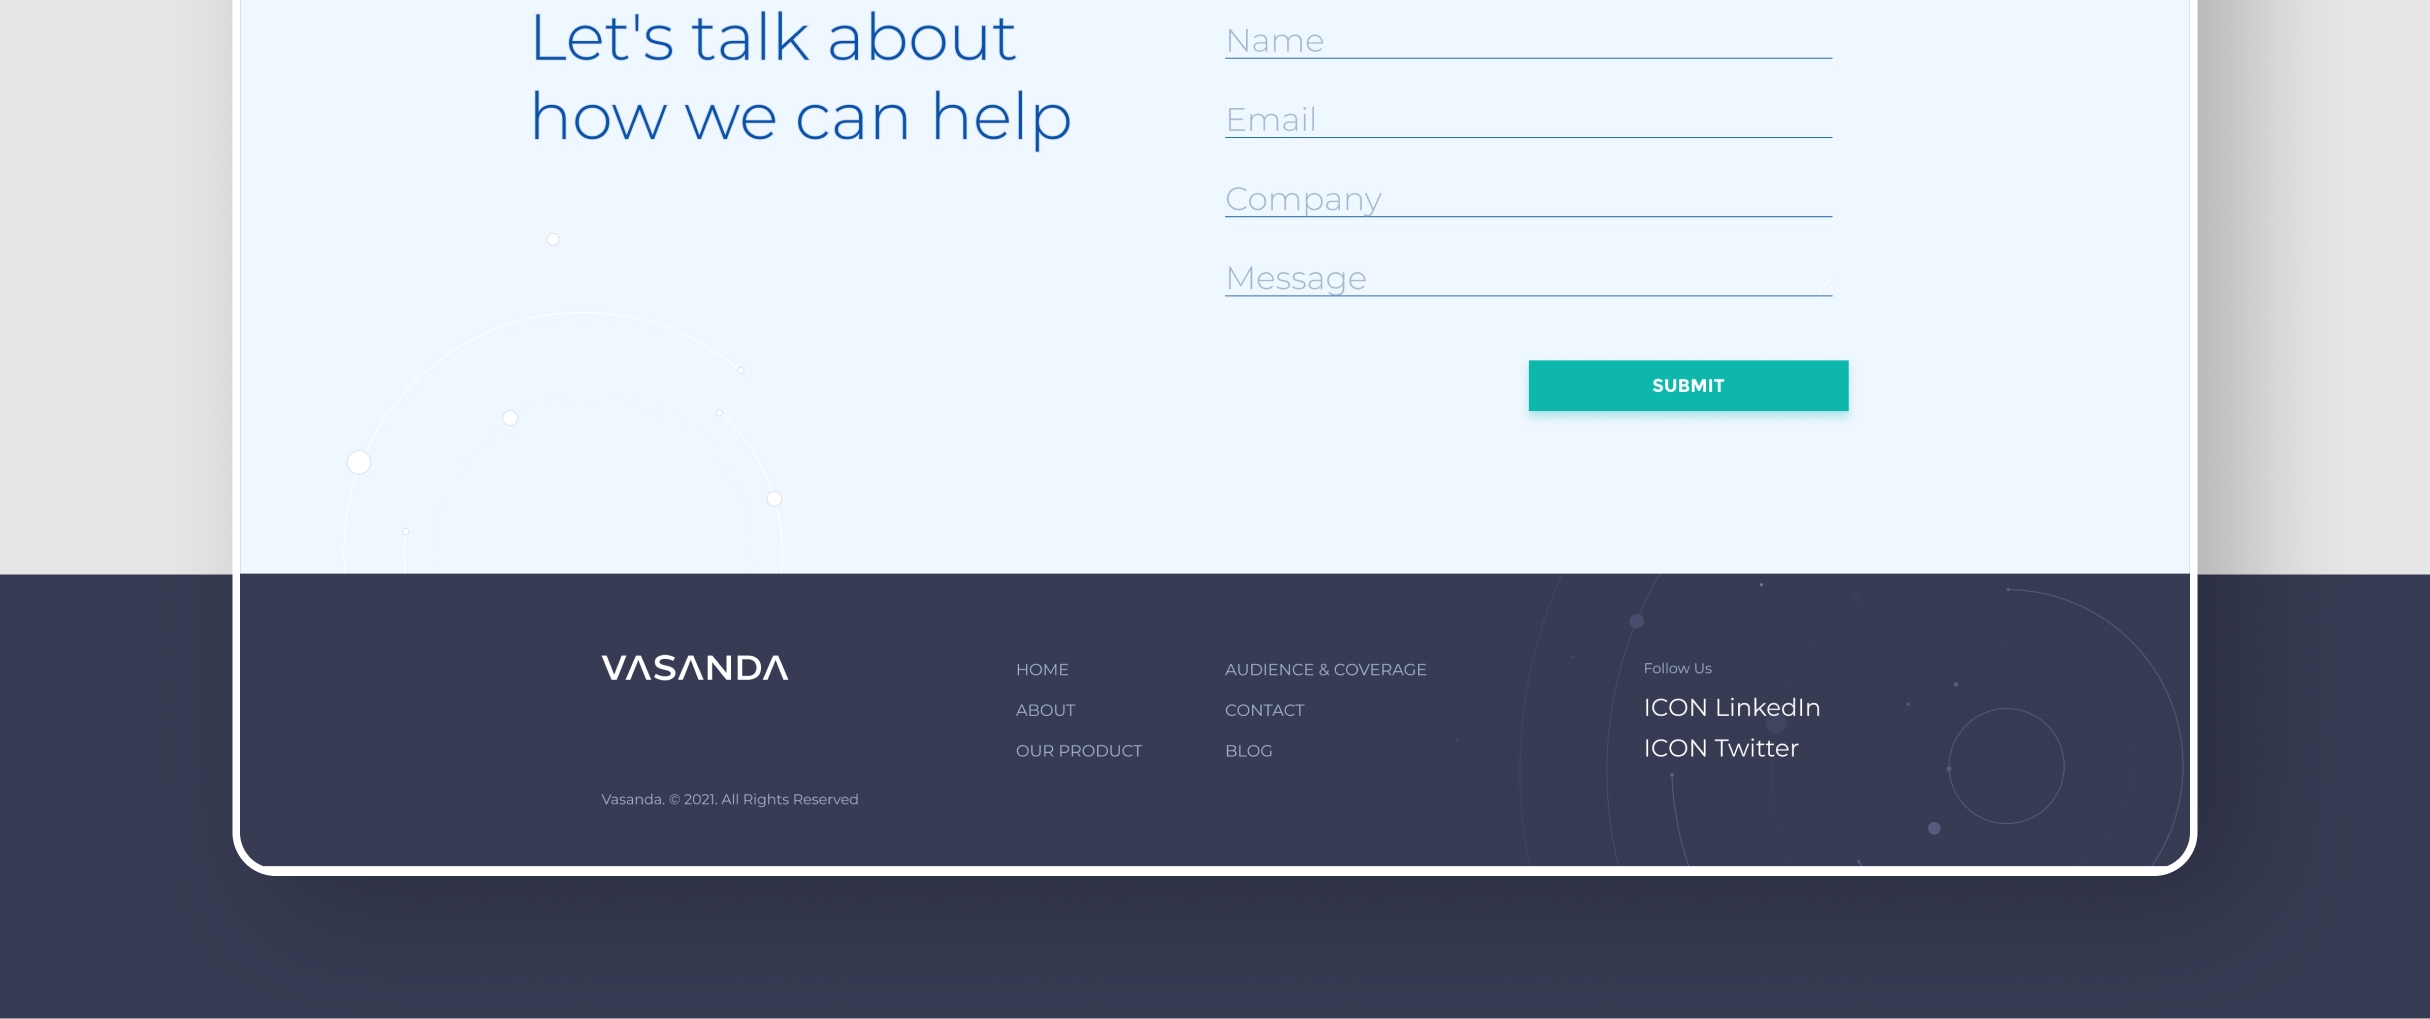 Let's talk about
how we can help
Name
Email
Company
Message
SUBMIT
VASANDA
HOME
ABOUT
OUR PRODUCT
AUDIENCE & COVERAGE
CONTACT
BLOG
Follow Us
ICON LinkedIn
ICON Twitter
Vasanda. © 2021. All Rights Reserved